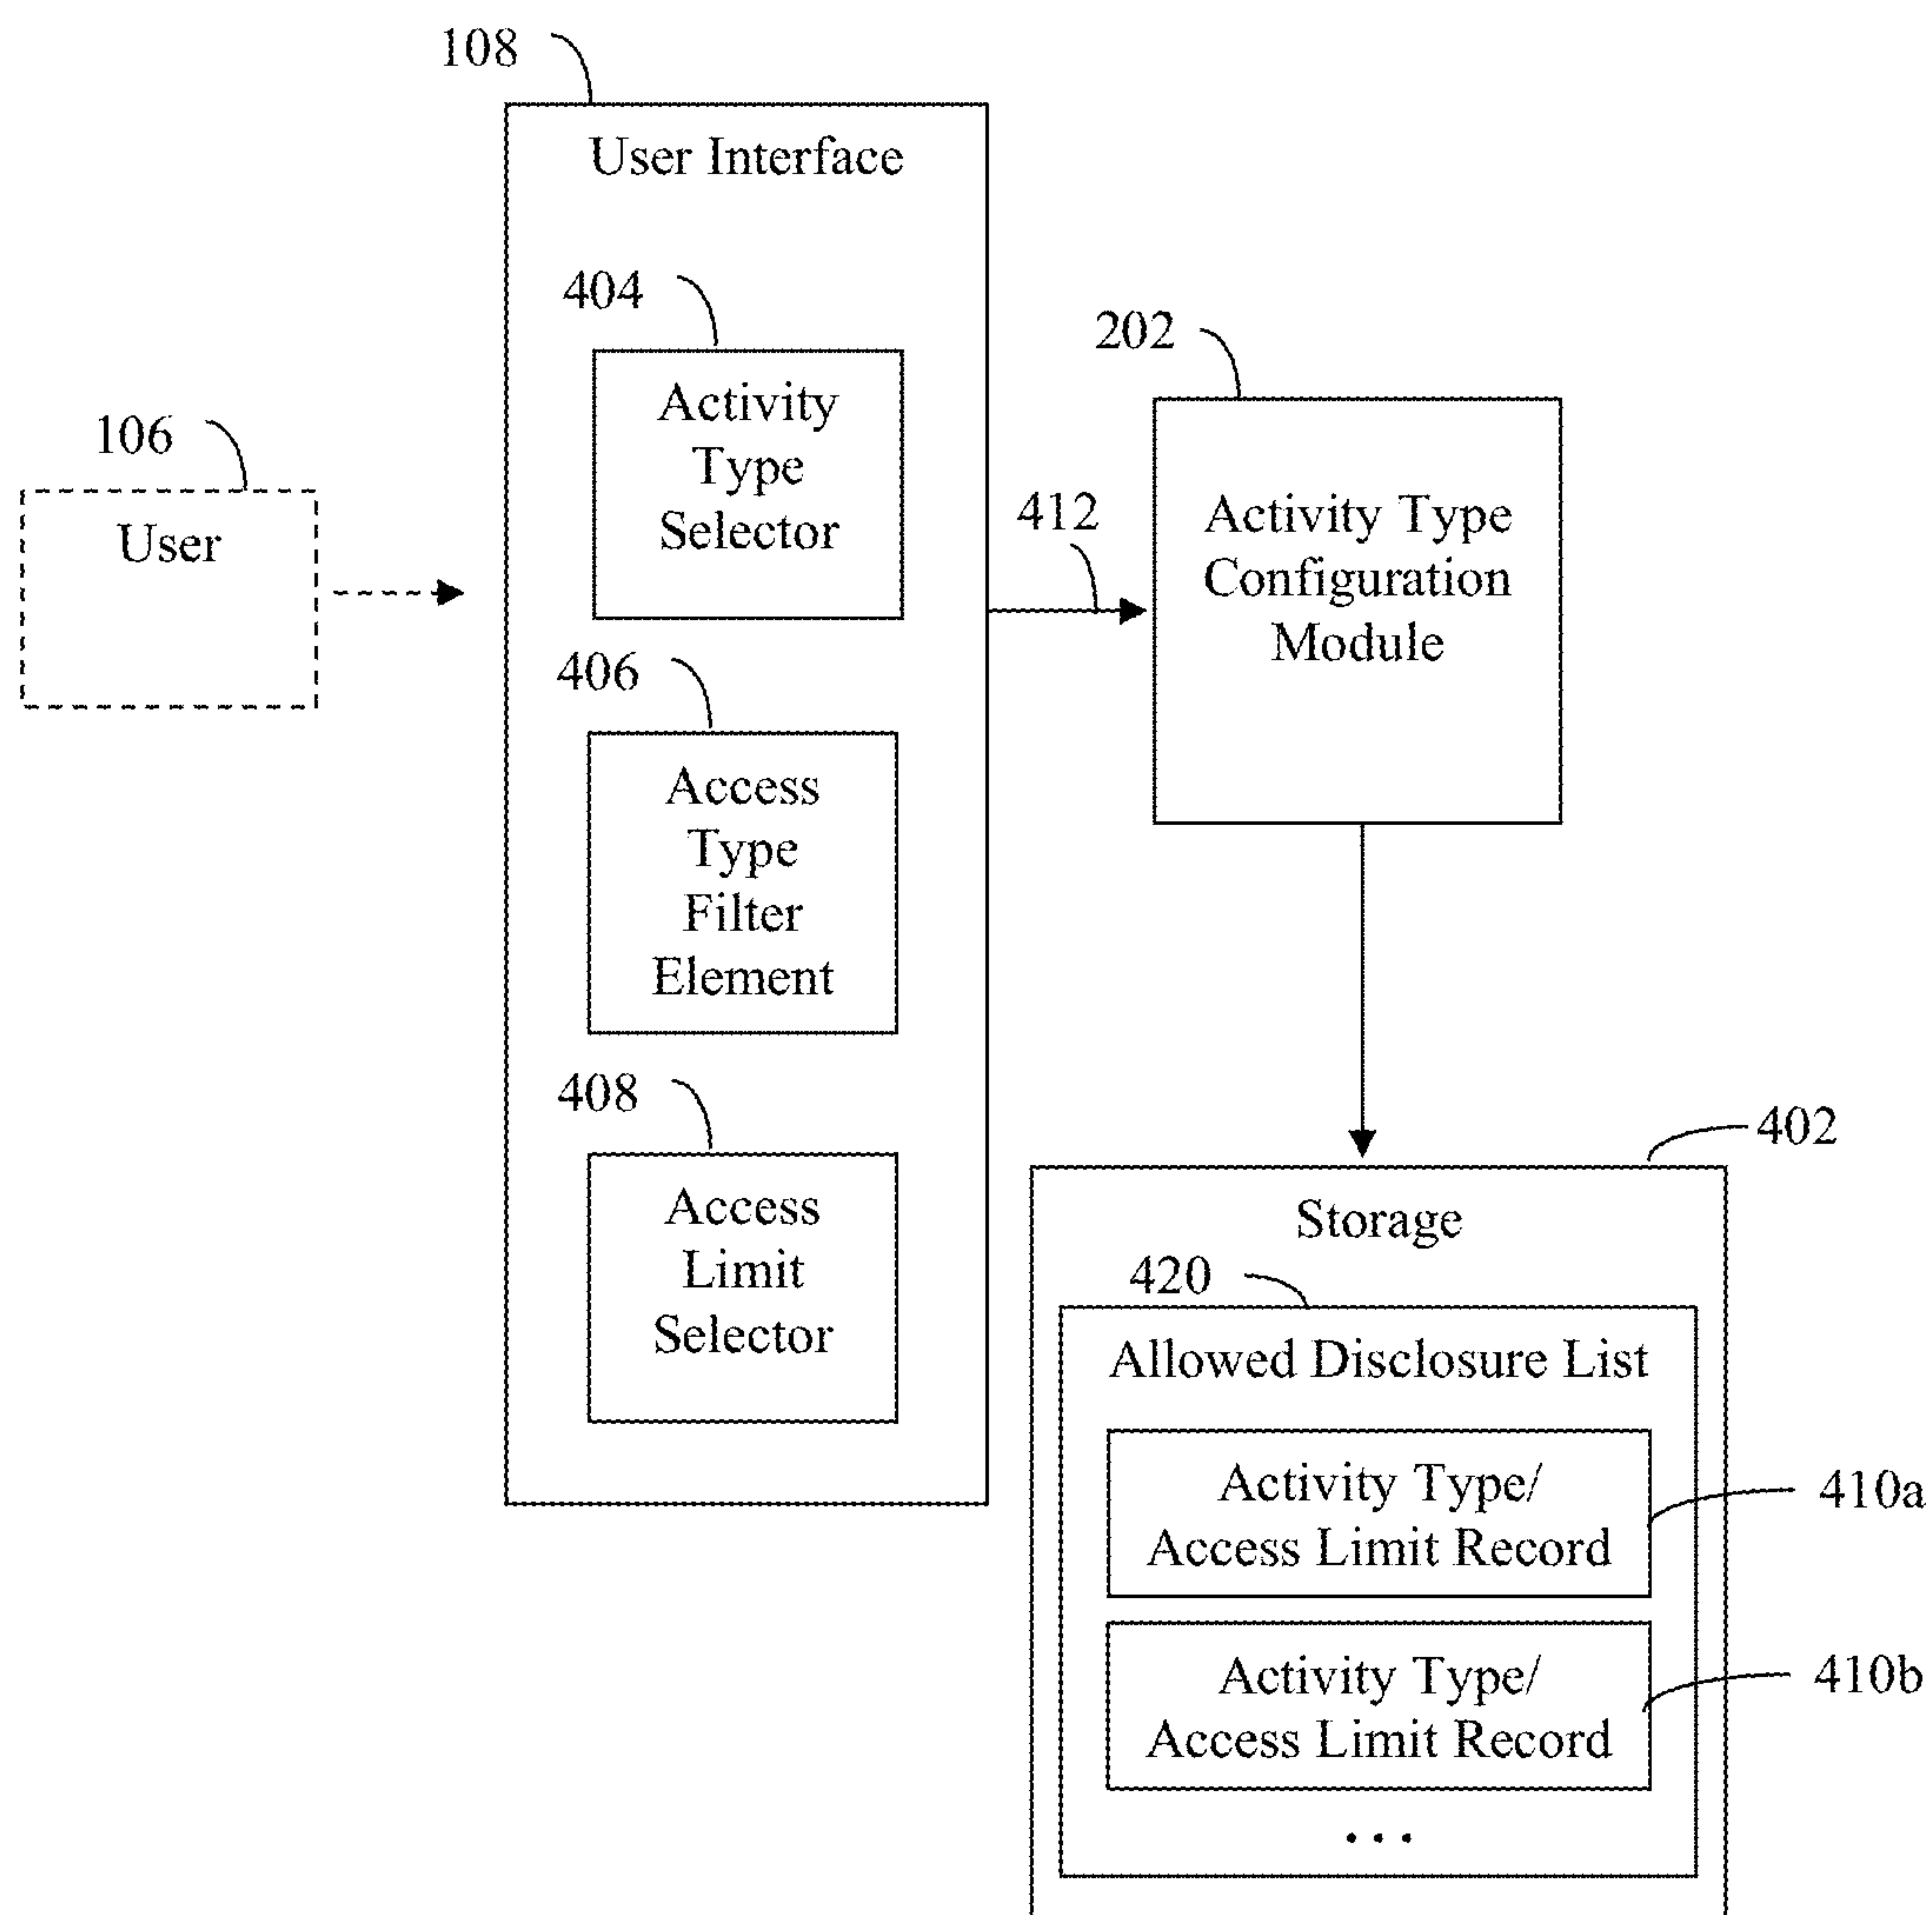 108
User Interface
404
Activity
Type
Selector
202
Activity Type
Configuration
Module
106
User
412
406
Access
Type
Filter
Element
408
Access
Limit
Selector
402
Storage
420
Allowed Disclosure List
Activity Type/
Access Limit Record
410a
Activity Type/
Access Limit Record
410b
...